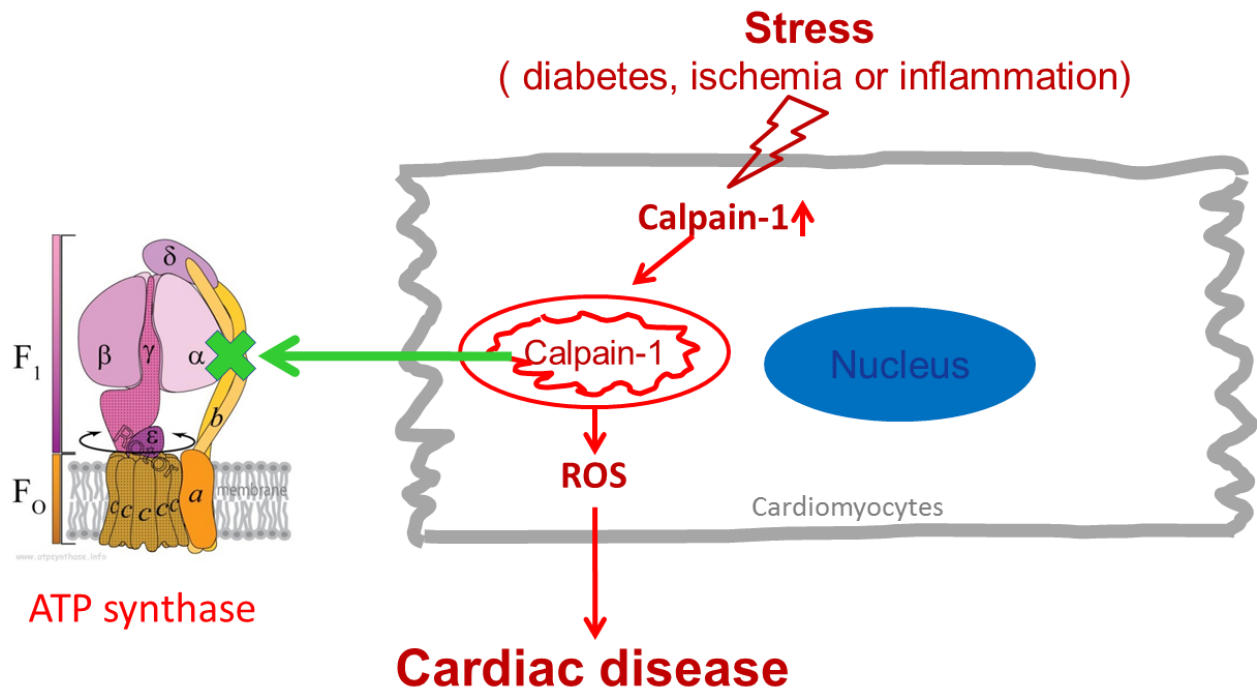 Stress
( diabetes, ischemia or inflammation)
Calpain-1
Calpain-1
Nucleus
ROS
Cardiomyocytes
Cardiac disease
F1
FO
δ
β
γ
α
b
ε
ROTOR
a
c c c c c
membrane
www.atpsynthase.info
ATP synthase